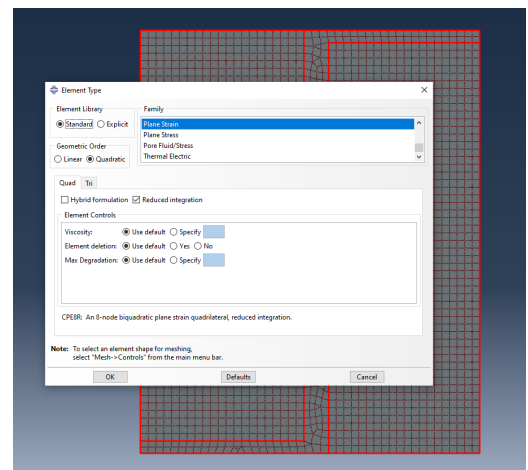 Element Type
Element Library
Family
Standard Explicit
Plane Strain
Plane Stress
Pore Fluid/Stress
Thermal Electric
Geometric Order
Linear Quadratic
Quad Tri
Hybrid formulation Reduced integration
Element Controls
Viscosity: Use default Specify
Element deletion: Use default Yes No
Max Degradation: Use default Specify
CPE8R: An 8-node biquadratic plane strain quadrilateral, reduced integration.
Note: To select an element shape for meshing,
select "Mesh->Controls" from the main menu bar.
OK Defaults Cancel